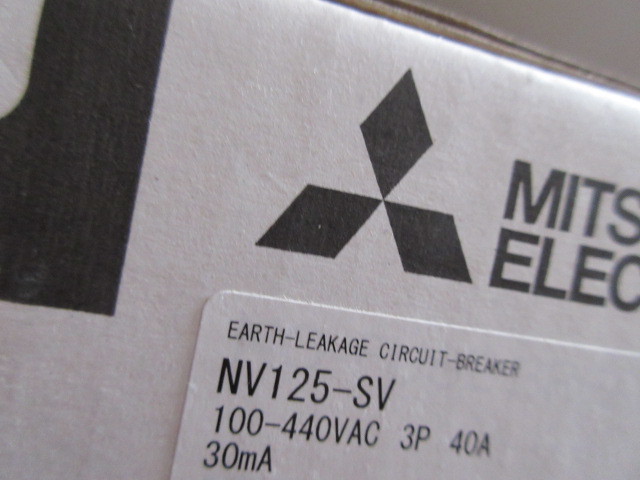 MITS
ELEC
EARTH-LEAKAGE CIRCUIT-BREAKER
NV125-SV
100-440VAC 3P 40A
30mA